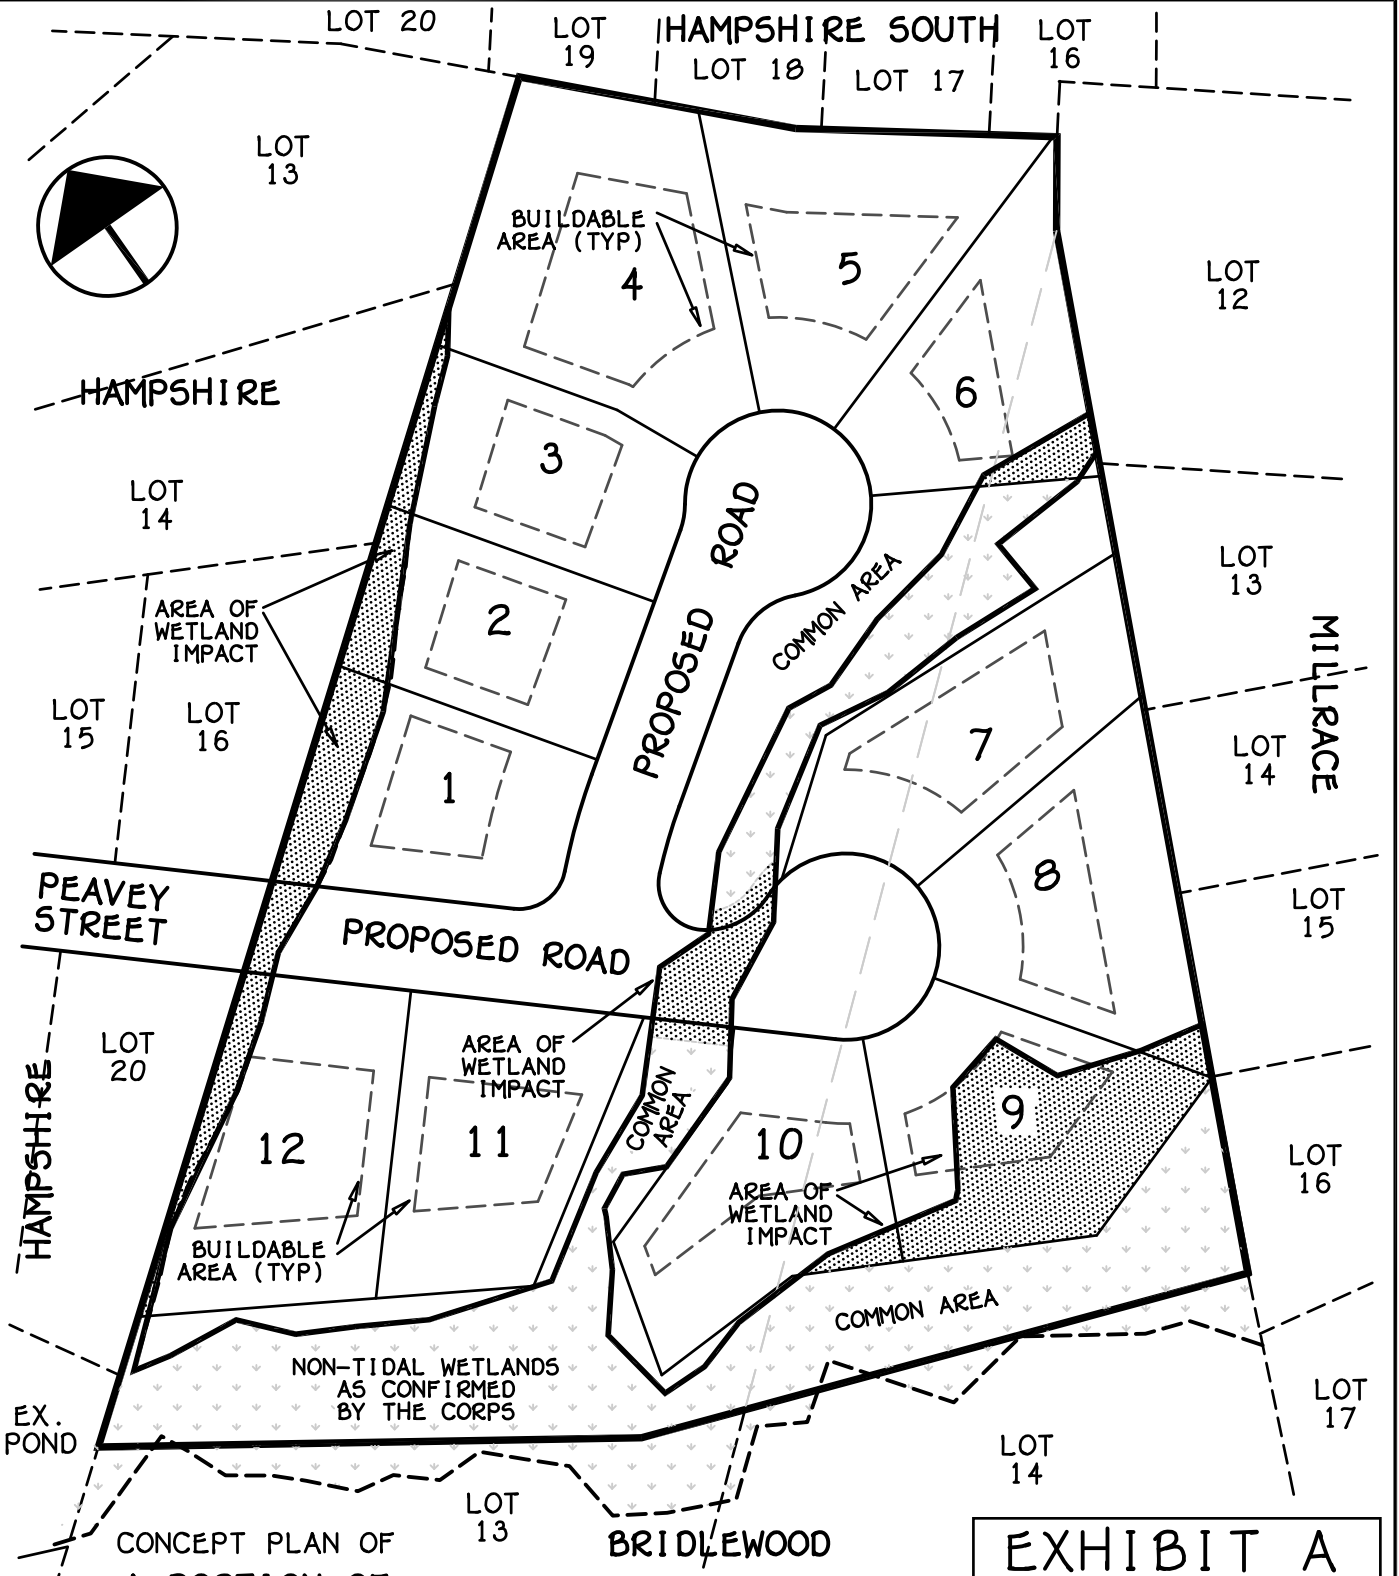 LOT 20
LOT
19
HAMPSHIRE SOUTH
LOT 18
LOT 17
LOT
16
LOT
13
BUILDABLE
AREA (TYP)
4
5
6
LOT
12
HAMPSHIRE
3
LOT
14
PROPOSED ROAD
COMMON AREA
LOT
13
AREA OF
WETLAND
IMPACT
2
MILLRACE
LOT
15
LOT
16
1
7
LOT
14
8
PEAVEY
STREET
PROPOSED ROAD
LOT
15
LOT
20
AREA OF
WETLAND
IMPACT
COMMON
AREA
HAMPSHIRE
12
11
10
9
AREA OF
WETLAND
IMPACT
LOT
16
BUILDABLE
AREA (TYP)
COMMON AREA
NON-TIDAL WETLANDS
AS CONFIRMED
BY THE CORPS
EX.
POND
LOT
17
LOT
14
LOT
13
CONCEPT PLAN OF
A PORTION OF
BRIDLEWOOD
EXHIBIT A